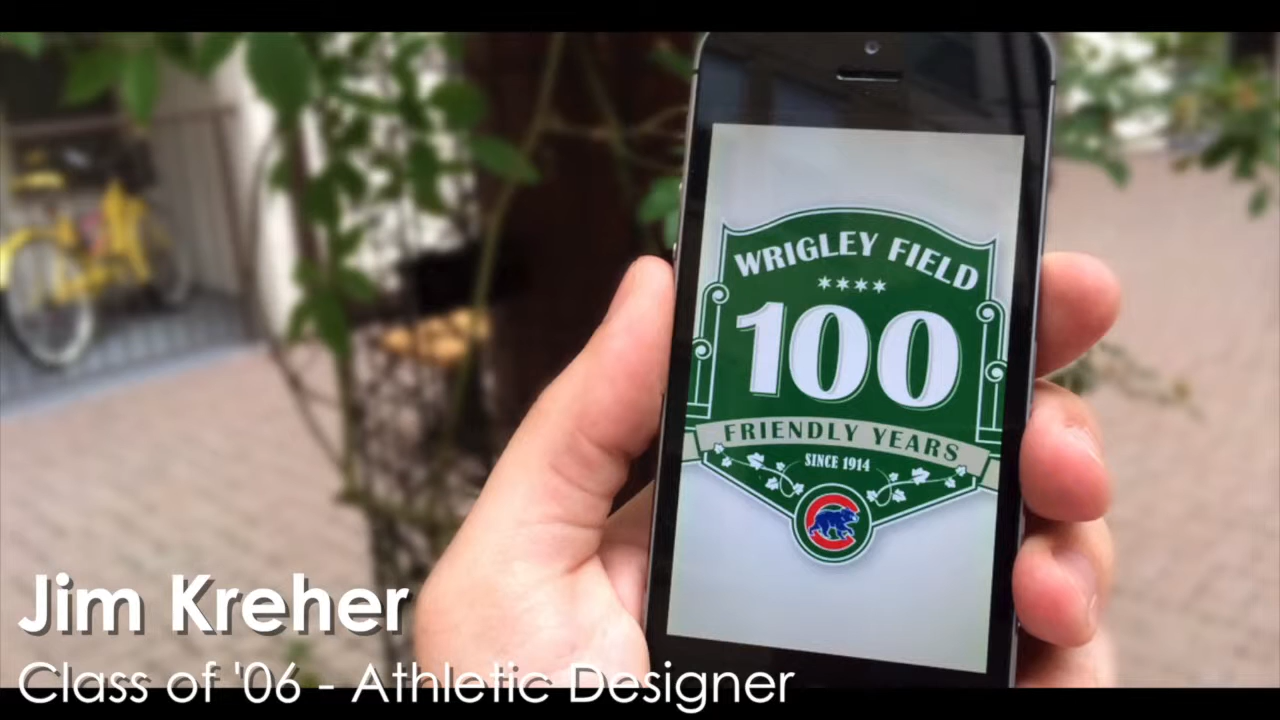 WRIGLEY FIELD
100
FRIENDLY YEARS
SINCE 1914
C
Jim Kreher
Class of '06 - Athletic Designer